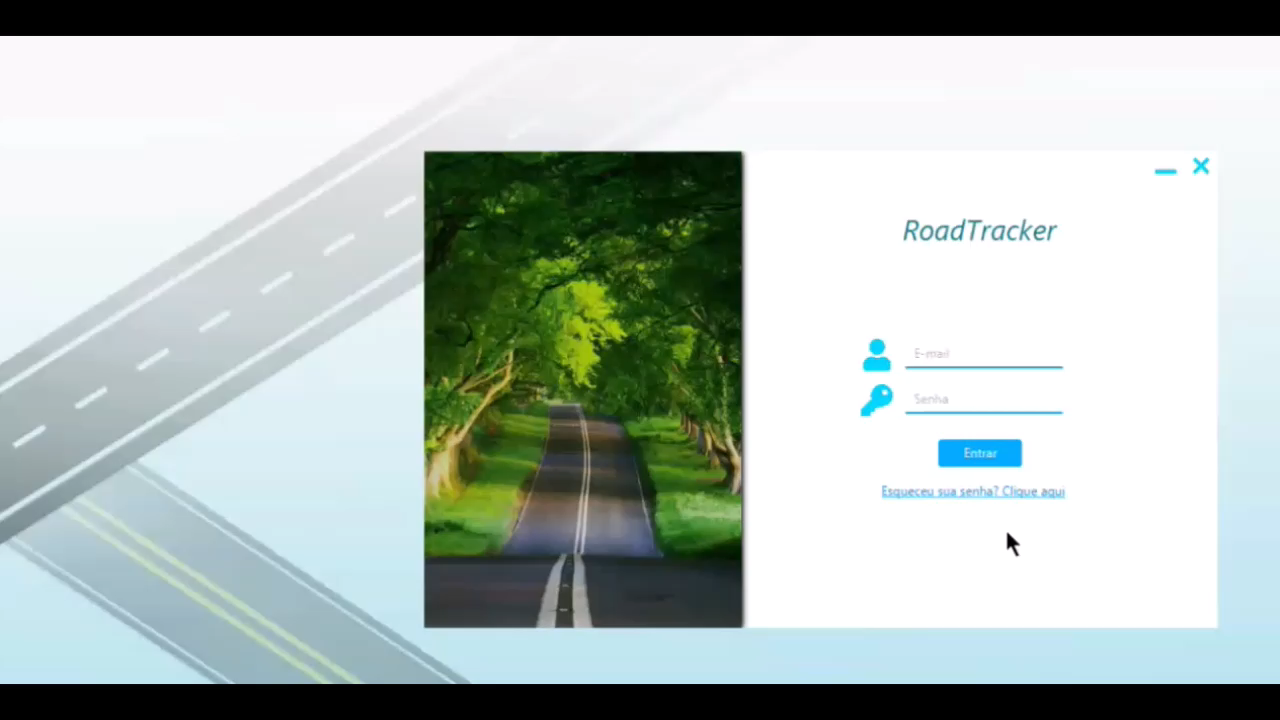 RoadTracker
E-mail
Senha
Entrar
Esqueceu sua senha? Clique aqui